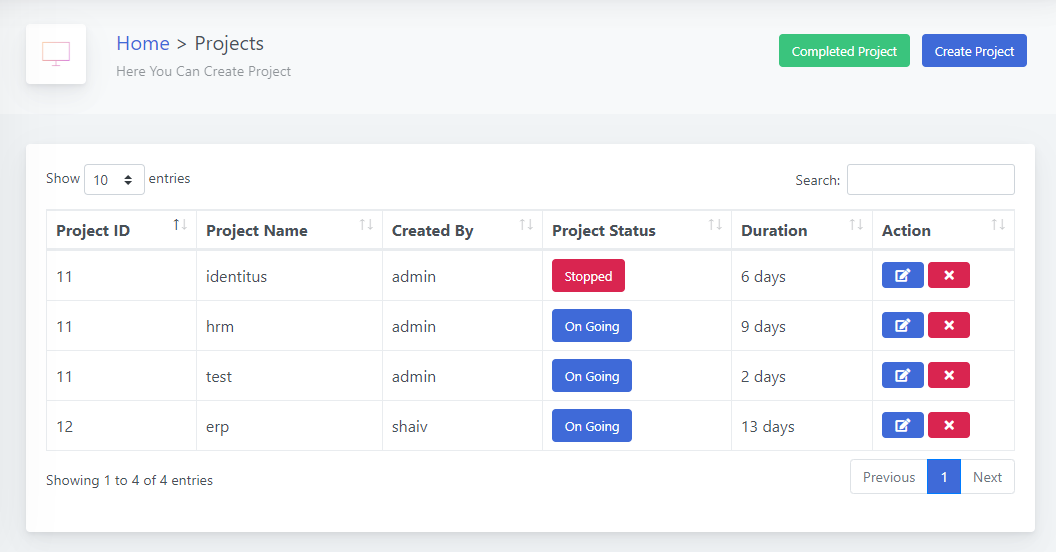 Home > Projects
Here You Can Create Project
Completed Project Create Project
Show 10 entries Search:
Project ID Project Name Created By Project Status Duration Action
11 identitus admin Stopped 6 days
11 hrm admin On Going 9 days
11 test admin On Going 2 days
12 erp shaiv On Going 13 days
Showing 1 to 4 of 4 entries Previous 1 Next